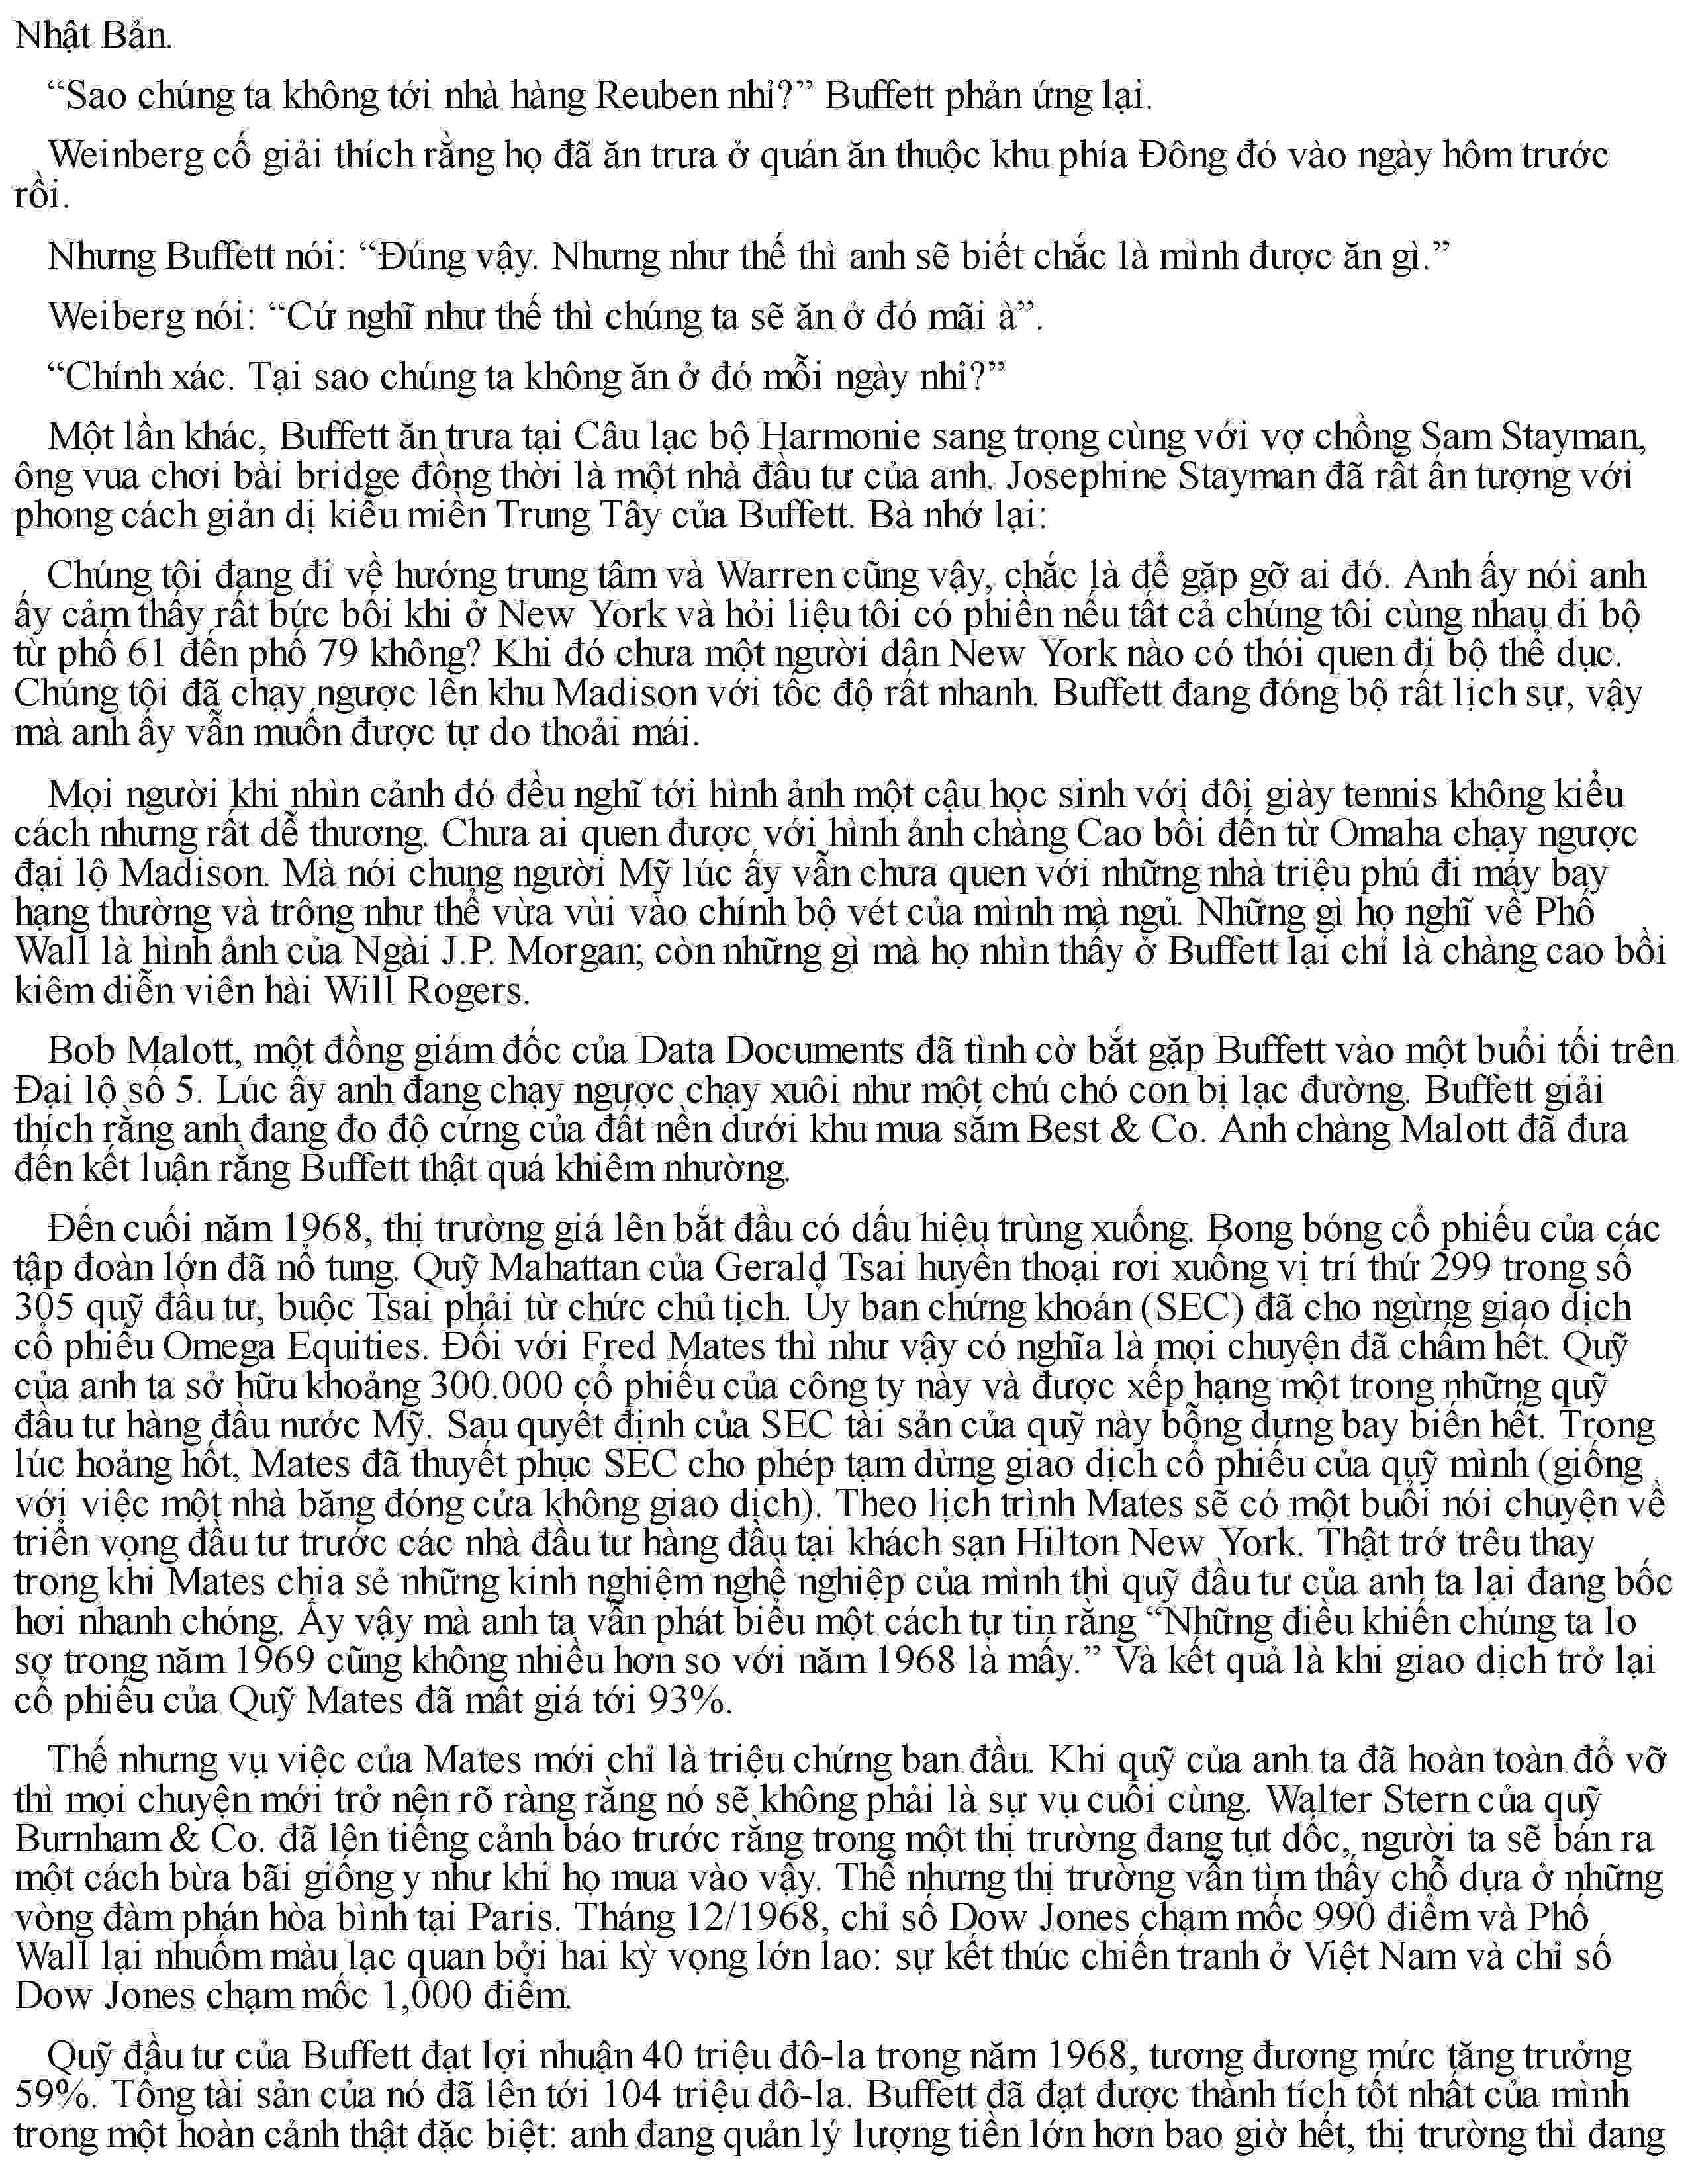 Nhật Bản.
“Sao chúng ta không tới nhà hàng Reuben nhỉ?” Buffett phản ứng lại.
Weinberg cố giải thích rằng họ đã ăn trưa ở quán ăn thuộc khu phía Đông đó vào ngày hôm trước
rồi.
Nhưng Buffett nói: “Đúng vậy. Nhưng như thế thì anh sẽ biết chắc là mình được ăn gì.”
Weiberg nói: “Cứ nghĩ như thế thì chúng ta sẽ ăn ở đó mãi à”.
“Chính xác. Tại sao chúng ta không ăn ở đó mỗi ngày nhỉ?”
Một lần khác, Buffett ăn trưa tại Câu lạc bộ Harmonie sang trọng cùng với vợ chồng Sam Stayman,
ông vua chơi bài bridge đồng thời là một nhà đầu tư của anh. Josephine Stayman đã rất ấn tượng với
phong cách giản dị kiểu miền Trung Tây của Buffett. Bà nhớ lại:
Chúng tôi đang đi về hướng trung tâm và Warren cũng vậy, chắc là để gặp gỡ ai đó. Anh ấy nói anh
ấy cảm thấy rất bức bối khi ở New York và hỏi liệu tôi có phiền nếu tất cả chúng tôi cùng nhau đi bộ
từ phố 61 đến phố 79 không? Khi đó chưa một người dân New York nào có thói quen đi bộ thể dục.
Chúng tôi đã chạy ngược lên khu Madison với tốc độ rất nhanh. Buffett đang đóng bộ rất lịch sự, vậy
mà anh ấy vẫn muốn được tự do thoải mái.
Mọi người khi nhìn cảnh đó đều nghĩ tới hình ảnh một cậu học sinh với đôi giày tennis không kiểu
cách nhưng rất dễ thương. Chưa ai quen được với hình ảnh chàng Cao bồi đến từ Omaha chạy ngược
đại lộ Madison. Mà nói chung người Mỹ lúc ấy vẫn chưa quen với những nhà triệu phú đi máy bay
hạng thường và trông như thể vừa vùi vào chính bộ vét của mình mà ngủ. Những gì họ nghĩ về Phố
Wall là hình ảnh của Ngài J.P. Morgan; còn những gì mà họ nhìn thấy ở Buffett lại chỉ là chàng cao bồi
kiêm diễn viên hài Will Rogers.
Bob Malott, một đồng giám đốc của Data Documents đã tình cờ bắt gặp Buffett vào một buổi tối trên
Đại lộ số 5. Lúc ấy anh đang chạy ngược chạy xuôi như một chú chó con bị lạc đường. Buffett giải
thích rằng anh đang đo độ cứng của đất nền dưới khu mua sắm Best & Co. Anh chàng Malott đã đưa
đến kết luận rằng Buffett thật quá khiêm nhường.
Đến cuối năm 1968, thị trường giá lên bắt đầu có dấu hiệu trùng xuống. Bong bóng cổ phiếu của các
tập đoàn lớn đã nổ tung. Quỹ Mahattan của Gerald Tsai huyền thoại rơi xuống vị trí thứ 299 trong số
305 quỹ đầu tư, buộc Tsai phải từ chức chủ tịch. Ủy ban chứng khoán (SEC) đã cho ngừng giao dịch
cổ phiếu Omega Equities. Đối với Fred Mates thì như vậy có nghĩa là mọi chuyện đã chấm hết. Quỹ
của anh ta sở hữu khoảng 300.000 cổ phiếu của công ty này và được xếp hạng một trong những quỹ
đầu tư hàng đầu nước Mỹ. Sau quyết định của SEC tài sản của quỹ này bỗng dưng bay biến hết. Trong
lúc hoảng hốt, Mates đã thuyết phục SEC cho phép tạm dừng giao dịch cổ phiếu của quỹ mình (giống
với việc một nhà băng đóng cửa không giao dịch). Theo lịch trình Mates sẽ có một buổi nói chuyện về
triển vọng đầu tư trước các nhà đầu tư hàng đầu tại khách sạn Hilton New York. Thật trớ trêu thay
trong khi Mates chia sẻ những kinh nghiệm nghề nghiệp của mình thì quỹ đầu tư của anh ta lại đang bốc
hơi nhanh chóng. Ấy vậy mà anh ta vẫn phát biểu một cách tự tin rằng “Những điều khiến chúng ta lo
sợ trong năm 1969 cũng không nhiều hơn so với năm 1968 là mấy.” Và kết quả là khi giao dịch trở lại
cổ phiếu của Quỹ Mates đã mất giá tới 93%.
Thế nhưng vụ việc của Mates mới chỉ là triệu chứng ban đầu. Khi quỹ của anh ta đã hoàn toàn đổ vỡ
thì mọi chuyện mới trở nên rõ ràng rằng nó sẽ không phải là sự vụ cuối cùng. Walter Stern của quỹ
Burnham & Co. đã lên tiếng cảnh báo trước rằng trong một thị trường đang tụt dốc, người ta sẽ bán ra
một cách bừa bãi giống y như khi họ mua vào vậy. Thế nhưng thị trường vẫn tìm thấy chỗ dựa ở những
vòng đàm phán hòa bình tại Paris. Tháng 12/1968, chỉ số Dow Jones chạm mốc 990 điểm và Phố
Wall lại nhuốm màu lạc quan bởi hai kỳ vọng lớn lao: sự kết thúc chiến tranh ở Việt Nam và chỉ số
Dow Jones chạm mốc 1,000 điểm.
Quỹ đầu tư của Buffett đạt lợi nhuận 40 triệu đô-la trong năm 1968, tương đương mức tăng trưởng
59%. Tổng tài sản của nó đã lên tới 104 triệu đô-la. Buffett đã đạt được thành tích tốt nhất của mình
trong một hoàn cảnh thật đặc biệt: anh đang quản lý lượng tiền lớn hơn bao giờ hết, thị trường thì đang